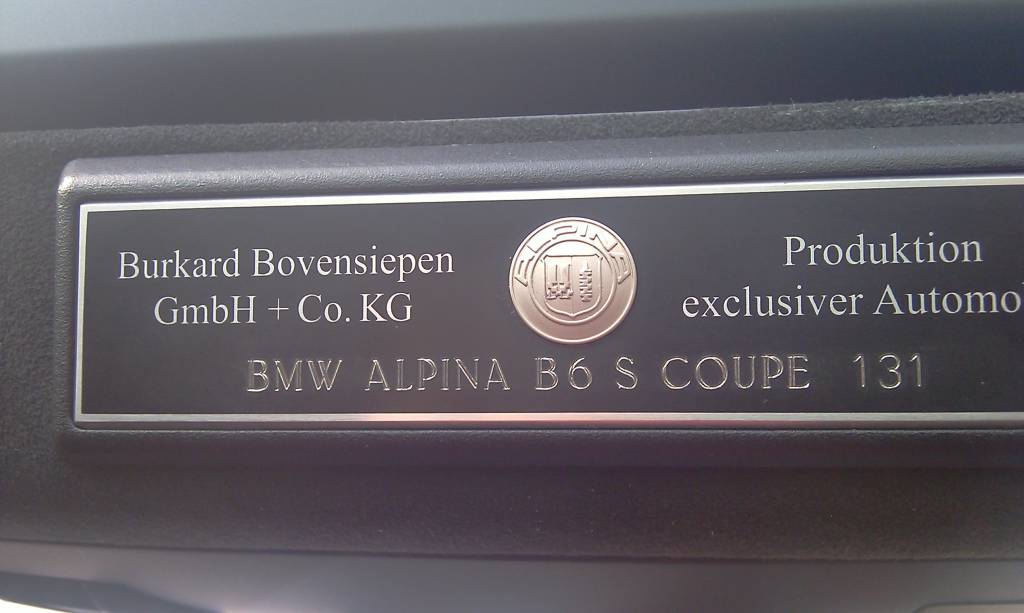 Burkard Bovensiepen
GmbH + Co. KG
ALPINA
Produktion
exclusiver Automo
BMW ALPINA B6 S COUPE 131